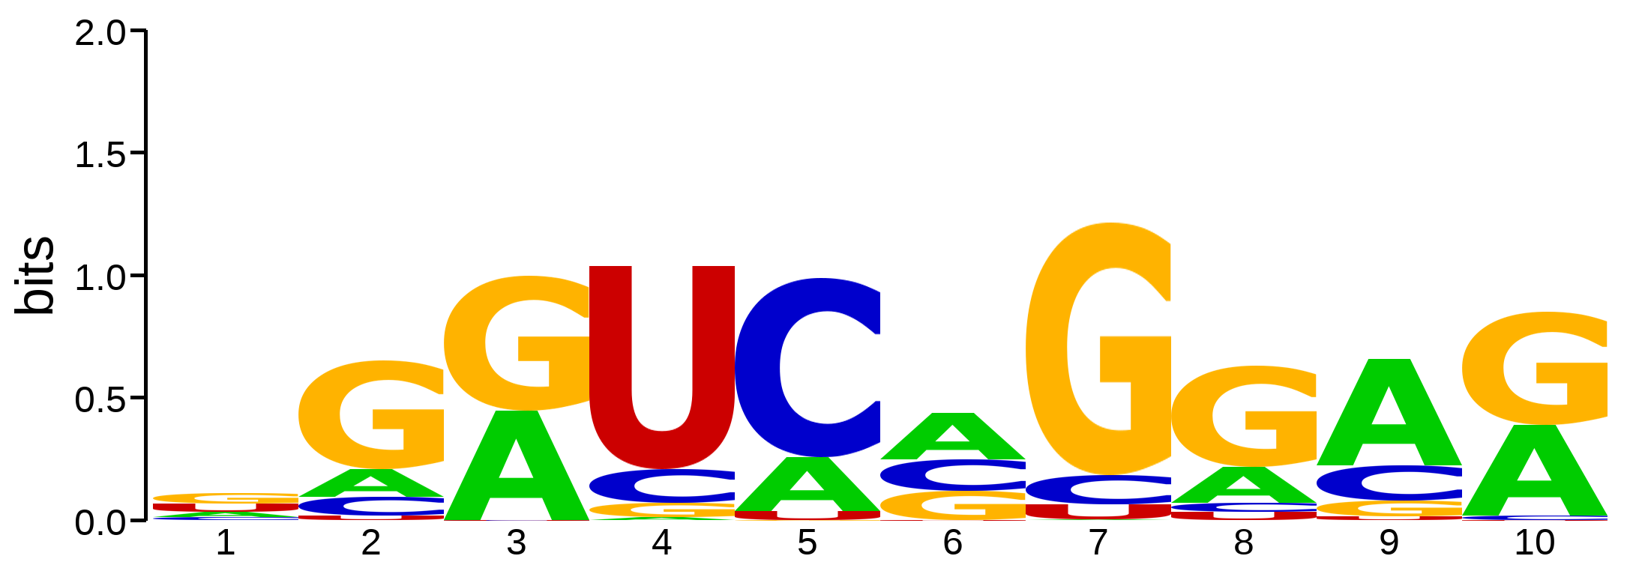 2.0
1.5
1.0
0.5
0.0
bits
G U A C
G A C U
G A
U C G A
C A U
A C G
G C U
G A C U
A C G U
G A C
1 2 3 4 5 6 7 8 9 10